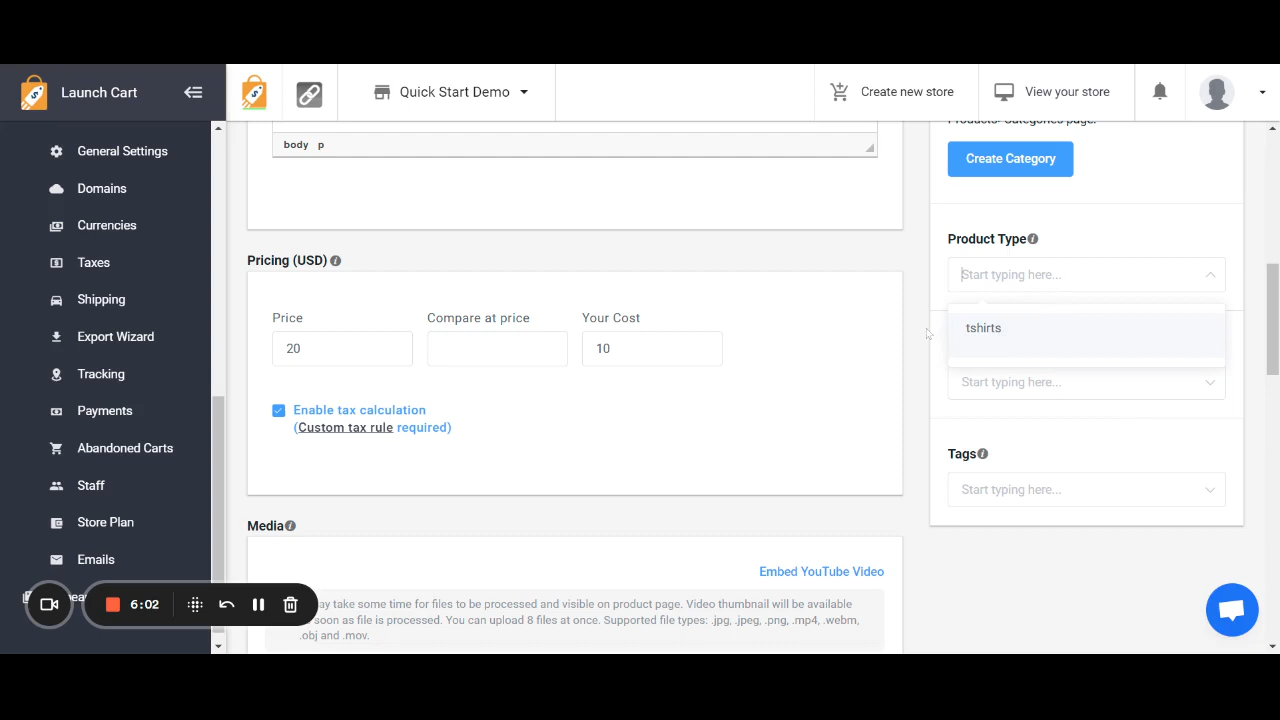 Launch Cart
Quick Start Demo
Create new store
View your store
General Settings
Domains
Currencies
Taxes
Shipping
Export Wizard
Tracking
Payments
Abandoned Carts
Staff
Store Plan
Emails
6:02
body p
Pricing (USD)
Price
Compare at price
Your Cost
20
10
Enable tax calculation
(Custom tax rule required)
Media
Embed YouTube Video
may take some time for files to be processed and visible on product page. Video thumbnail will be available
soon as file is processed. You can upload 8 files at once. Supported file types: .jpg, .jpeg, .png, .mp4, .webm,
.obj and .mov.
Products- Categories page.
Create Category
Product Type
Start typing here...
tshirts
Start typing here...
Tags
Start typing here...